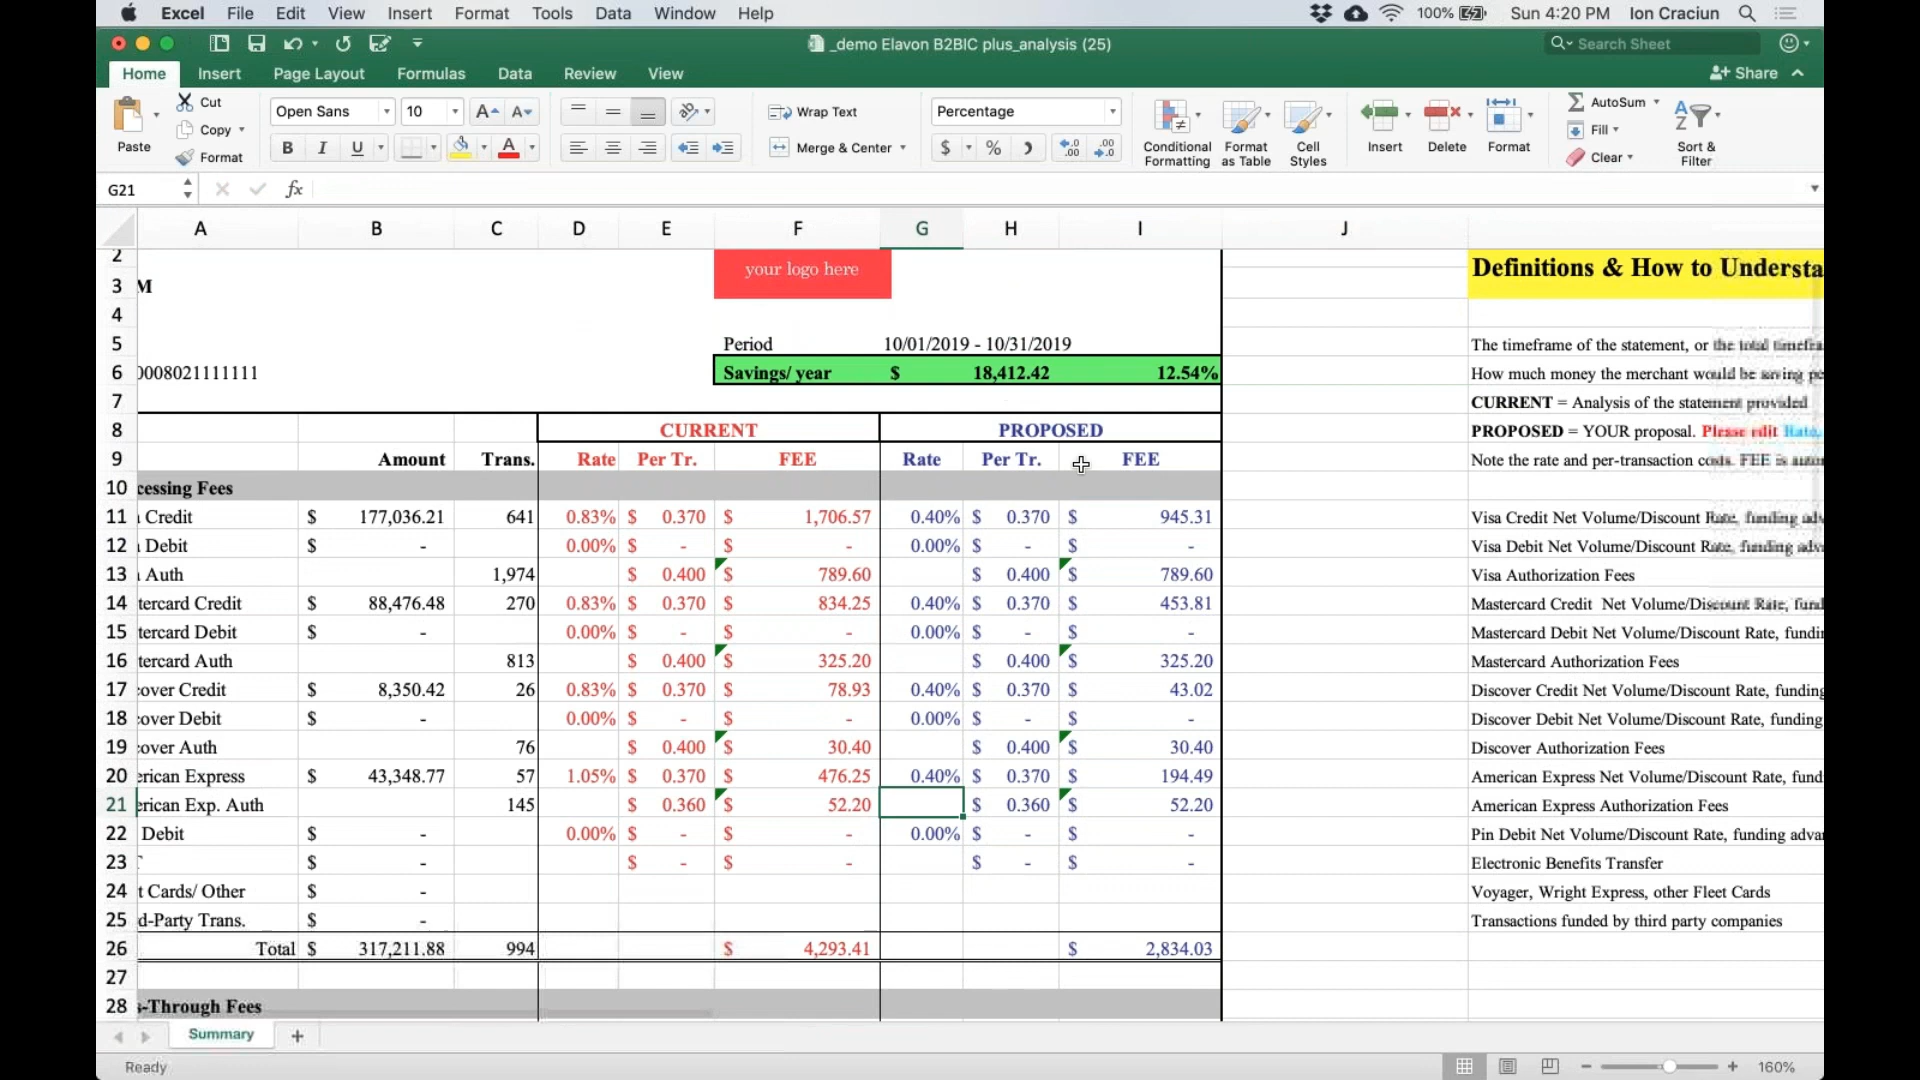 Excel File Edit View Insert Format Tools Data Window Help 100% Sun 4:20 PM Ion Craciun
_demo Elavon B2BIC plus_analysis (25) Search Sheet
Home Insert Page Layout Formulas Data Review View Share
Cut Open Sans 10 Wrap Text Percentage AutoSum
Copy Fill
Paste Format B I U A Merge & Center $ % Conditional Formatting Format as Table Cell Styles Insert Delete Format Clear Sort & Filter
G21 fx
A B C D E F G H I J
2 your logo here Definitions & How to Understa
3 M
4
5 Period 10/01/2019 - 10/31/2019 The timeframe of the statement, or the total timefra
6 0008021111111 Savings/ year $ 18,412.42 12.54% How much money the merchant would be saving pe
7 CURRENT = Analysis of the statement provided
8 CURRENT PROPOSED PROPOSED = YOUR proposal. Please edit Rate,
9 Amount Trans. Rate Per Tr. FEE Rate Per Tr. FEE Note the rate and per-transaction costs. FEE is autom
10 cessing Fees
11 Credit $ 177,036.21 641 0.83% $ 0.370 $ 1,706.57 0.40% $ 0.370 $ 945.31 Visa Credit Net Volume/Discount Rate, funding adv
12 Debit $ - 0.00% $ - $ - 0.00% $ - $ - Visa Debit Net Volume/Discount Rate, funding adv
13 Auth 1,974 $ 0.400 $ 789.60 $ 0.400 $ 789.60 Visa Authorization Fees
14 tercard Credit $ 88,476.48 270 0.83% $ 0.370 $ 834.25 0.40% $ 0.370 $ 453.81 Mastercard Credit Net Volume/Discount Rate, fund
15 tercard Debit $ - 0.00% $ - $ - 0.00% $ - $ - Mastercard Debit Net Volume/Discount Rate, fundin
16 tercard Auth 813 $ 0.400 $ 325.20 $ 0.400 $ 325.20 Mastercard Authorization Fees
17 cover Credit $ 8,350.42 26 0.83% $ 0.370 $ 78.93 0.40% $ 0.370 $ 43.02 Discover Credit Net Volume/Discount Rate, funding
18 cover Debit $ - 0.00% $ - $ - 0.00% $ - $ - Discover Debit Net Volume/Discount Rate, funding
19 cover Auth 76 $ 0.400 $ 30.40 $ 0.400 $ 30.40 Discover Authorization Fees
20 erican Express $ 43,348.77 57 1.05% $ 0.370 $ 476.25 0.40% $ 0.370 $ 194.49 American Express Net Volume/Discount Rate, fund
21 erican Exp. Auth 145 $ 0.360 $ 52.20 $ 0.360 $ 52.20 American Express Authorization Fees
22 Debit $ - 0.00% $ - $ - 0.00% $ - $ - Pin Debit Net Volume/Discount Rate, funding advan
23 $ - $ - $ - $ - $ - Electronic Benefits Transfer
24 t Cards/ Other $ - Voyager, Wright Express, other Fleet Cards
25 d-Party Trans. $ - Transactions funded by third party companies
26 Total $ 317,211.88 994 $ 4,293.41 $ 2,834.03
27
28 s-Through Fees
Summary
Ready 160%